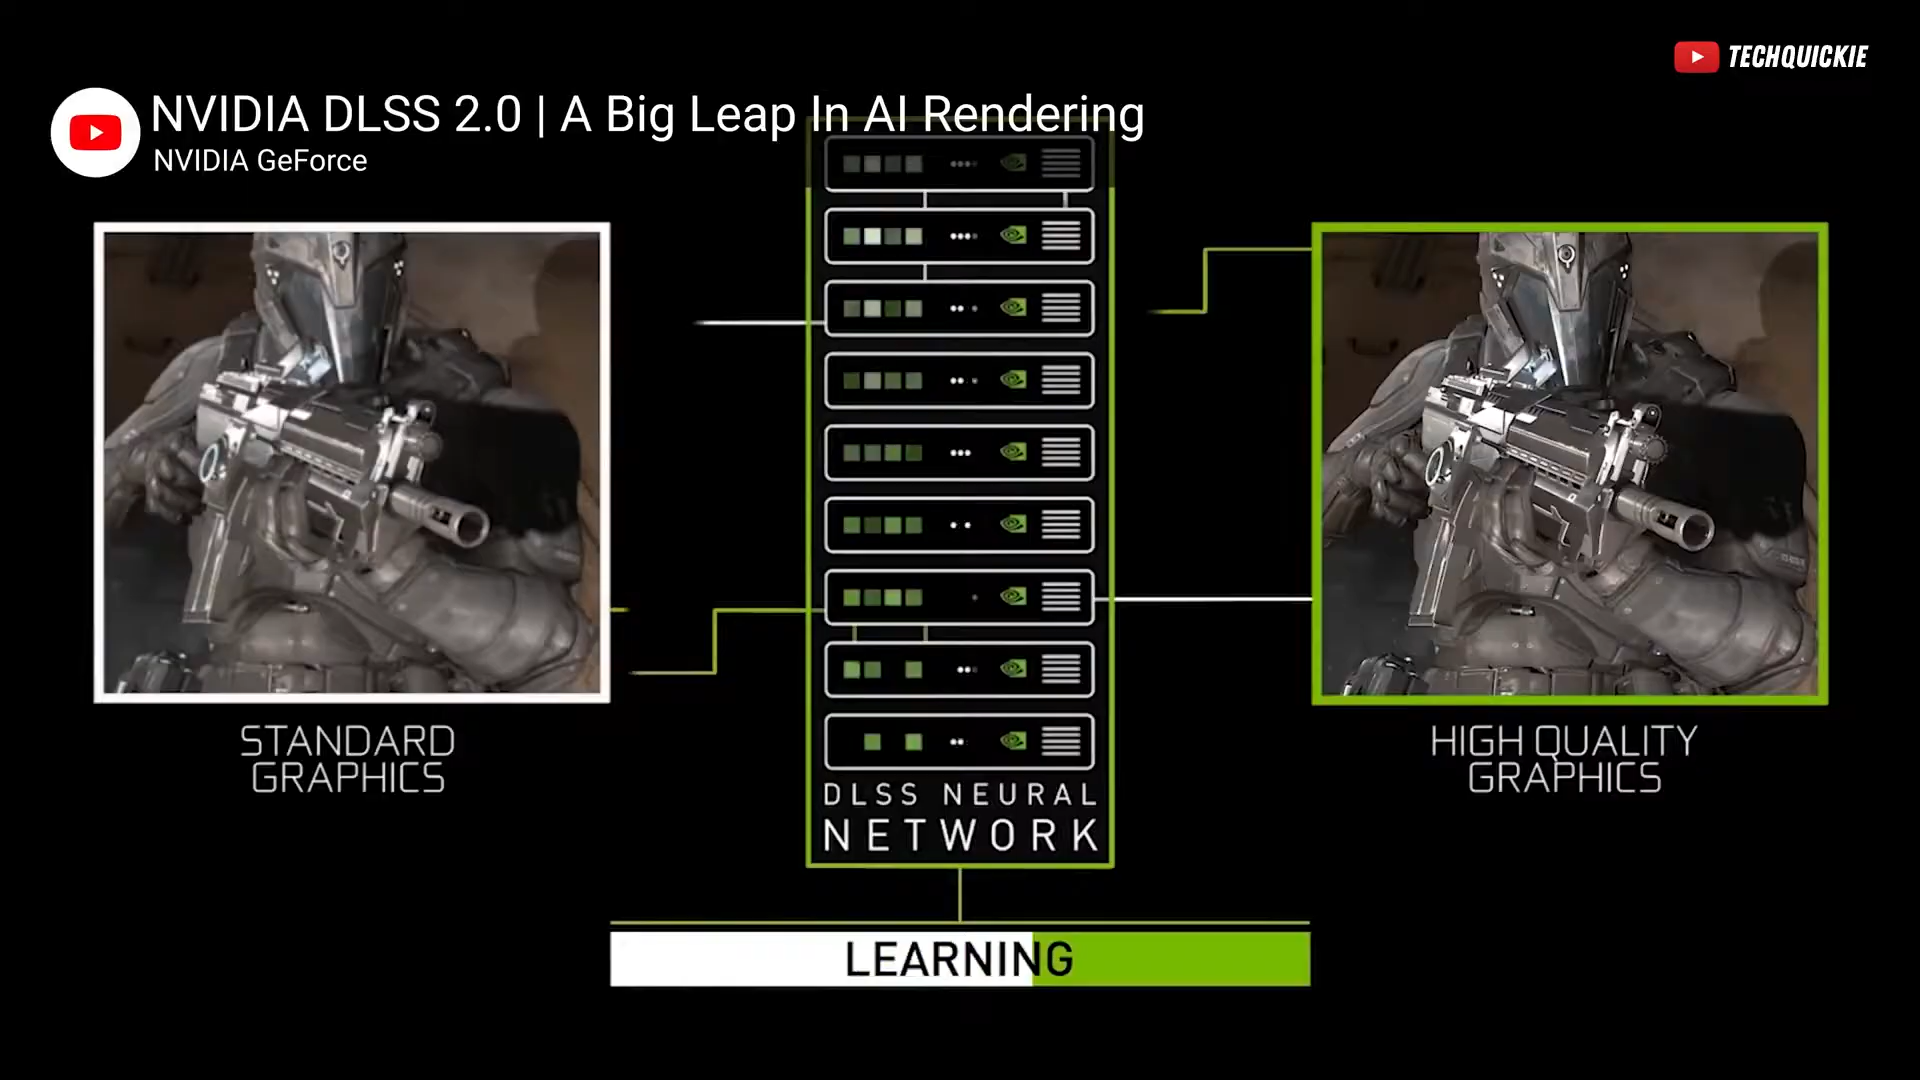 TECHQUICKIE
NVIDIA DLSS 2.0 | A Big Leap In AI Rendering
NVIDIA GeForce
STANDARD
GRAPHICS
HIGH QUALITY
GRAPHICS
DLSS NEURAL
NETWORK
LEARNING